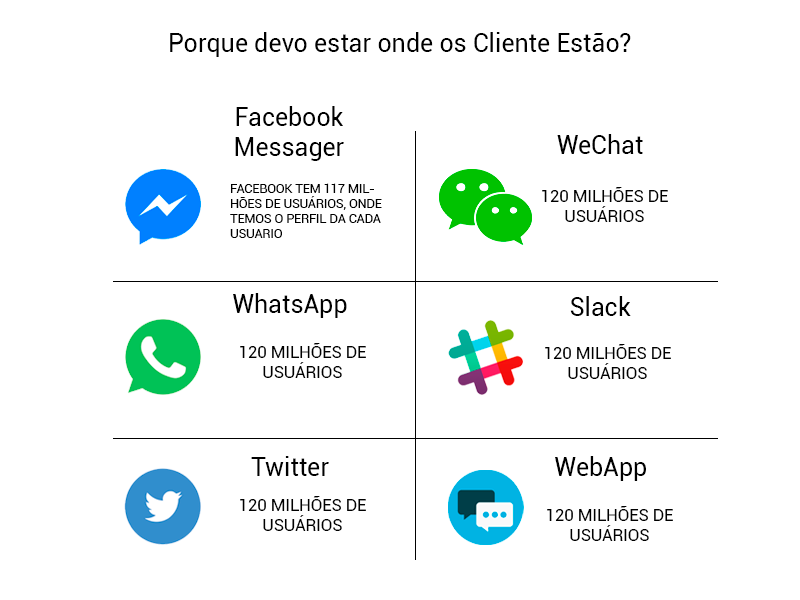 Porque devo estar onde os Cliente Estão?
Facebook
Messager
FACEBOOK TEM 117 MIL-
HÕES DE USUÁRIOS, ONDE
TEMOS O PERFIL DA CADA
USUARIO
WeChat
120 MILHÕES DE
USUÁRIOS
WhatsApp
120 MILHÕES DE
USUÁRIOS
Slack
120 MILHÕES DE
USUÁRIOS
Twitter
120 MILHÕES DE
USUÁRIOS
WebApp
120 MILHÕES DE
USUÁRIOS